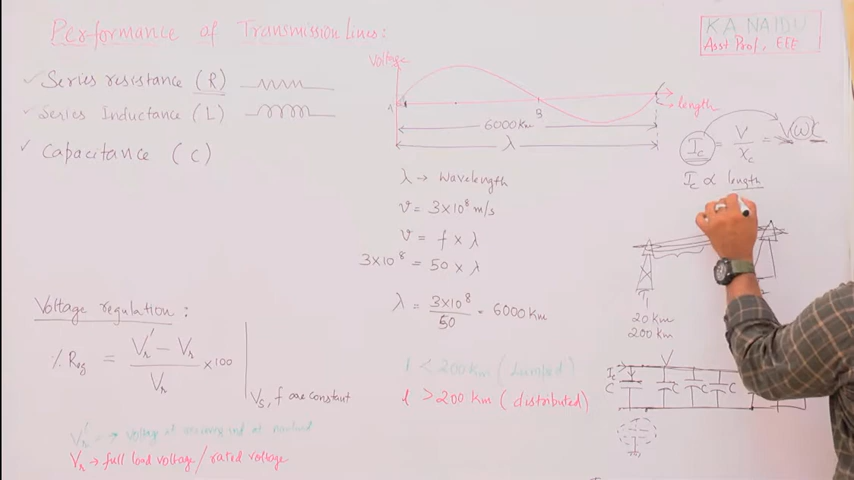 Performance of Transmission Lines:
K A NAIDU
Asst Prof, EEE
Series resistance (R)
Series Inductance (L)
Capacitance (C)
Voltage
A
B
C
length
6000 Km
λ
λ → Wavelength
v = 3×10⁸ m/s
v = f × λ
3×10⁸ = 50 × λ
λ = 3×10⁸ / 50 = 6000 Km
l < 200 Km (lumbed)
l > 200 Km (distributed)
Ic = V / Xc = VωC
Ic ∝ length
20 Km
200 Km
Ic
C C C C
Voltage regulation :
% Reg = Vr' - Vr / Vr × 100
Vs, f are constant
Vr' → voltage at receiving end at no load
Vr → full load voltage / rated voltage